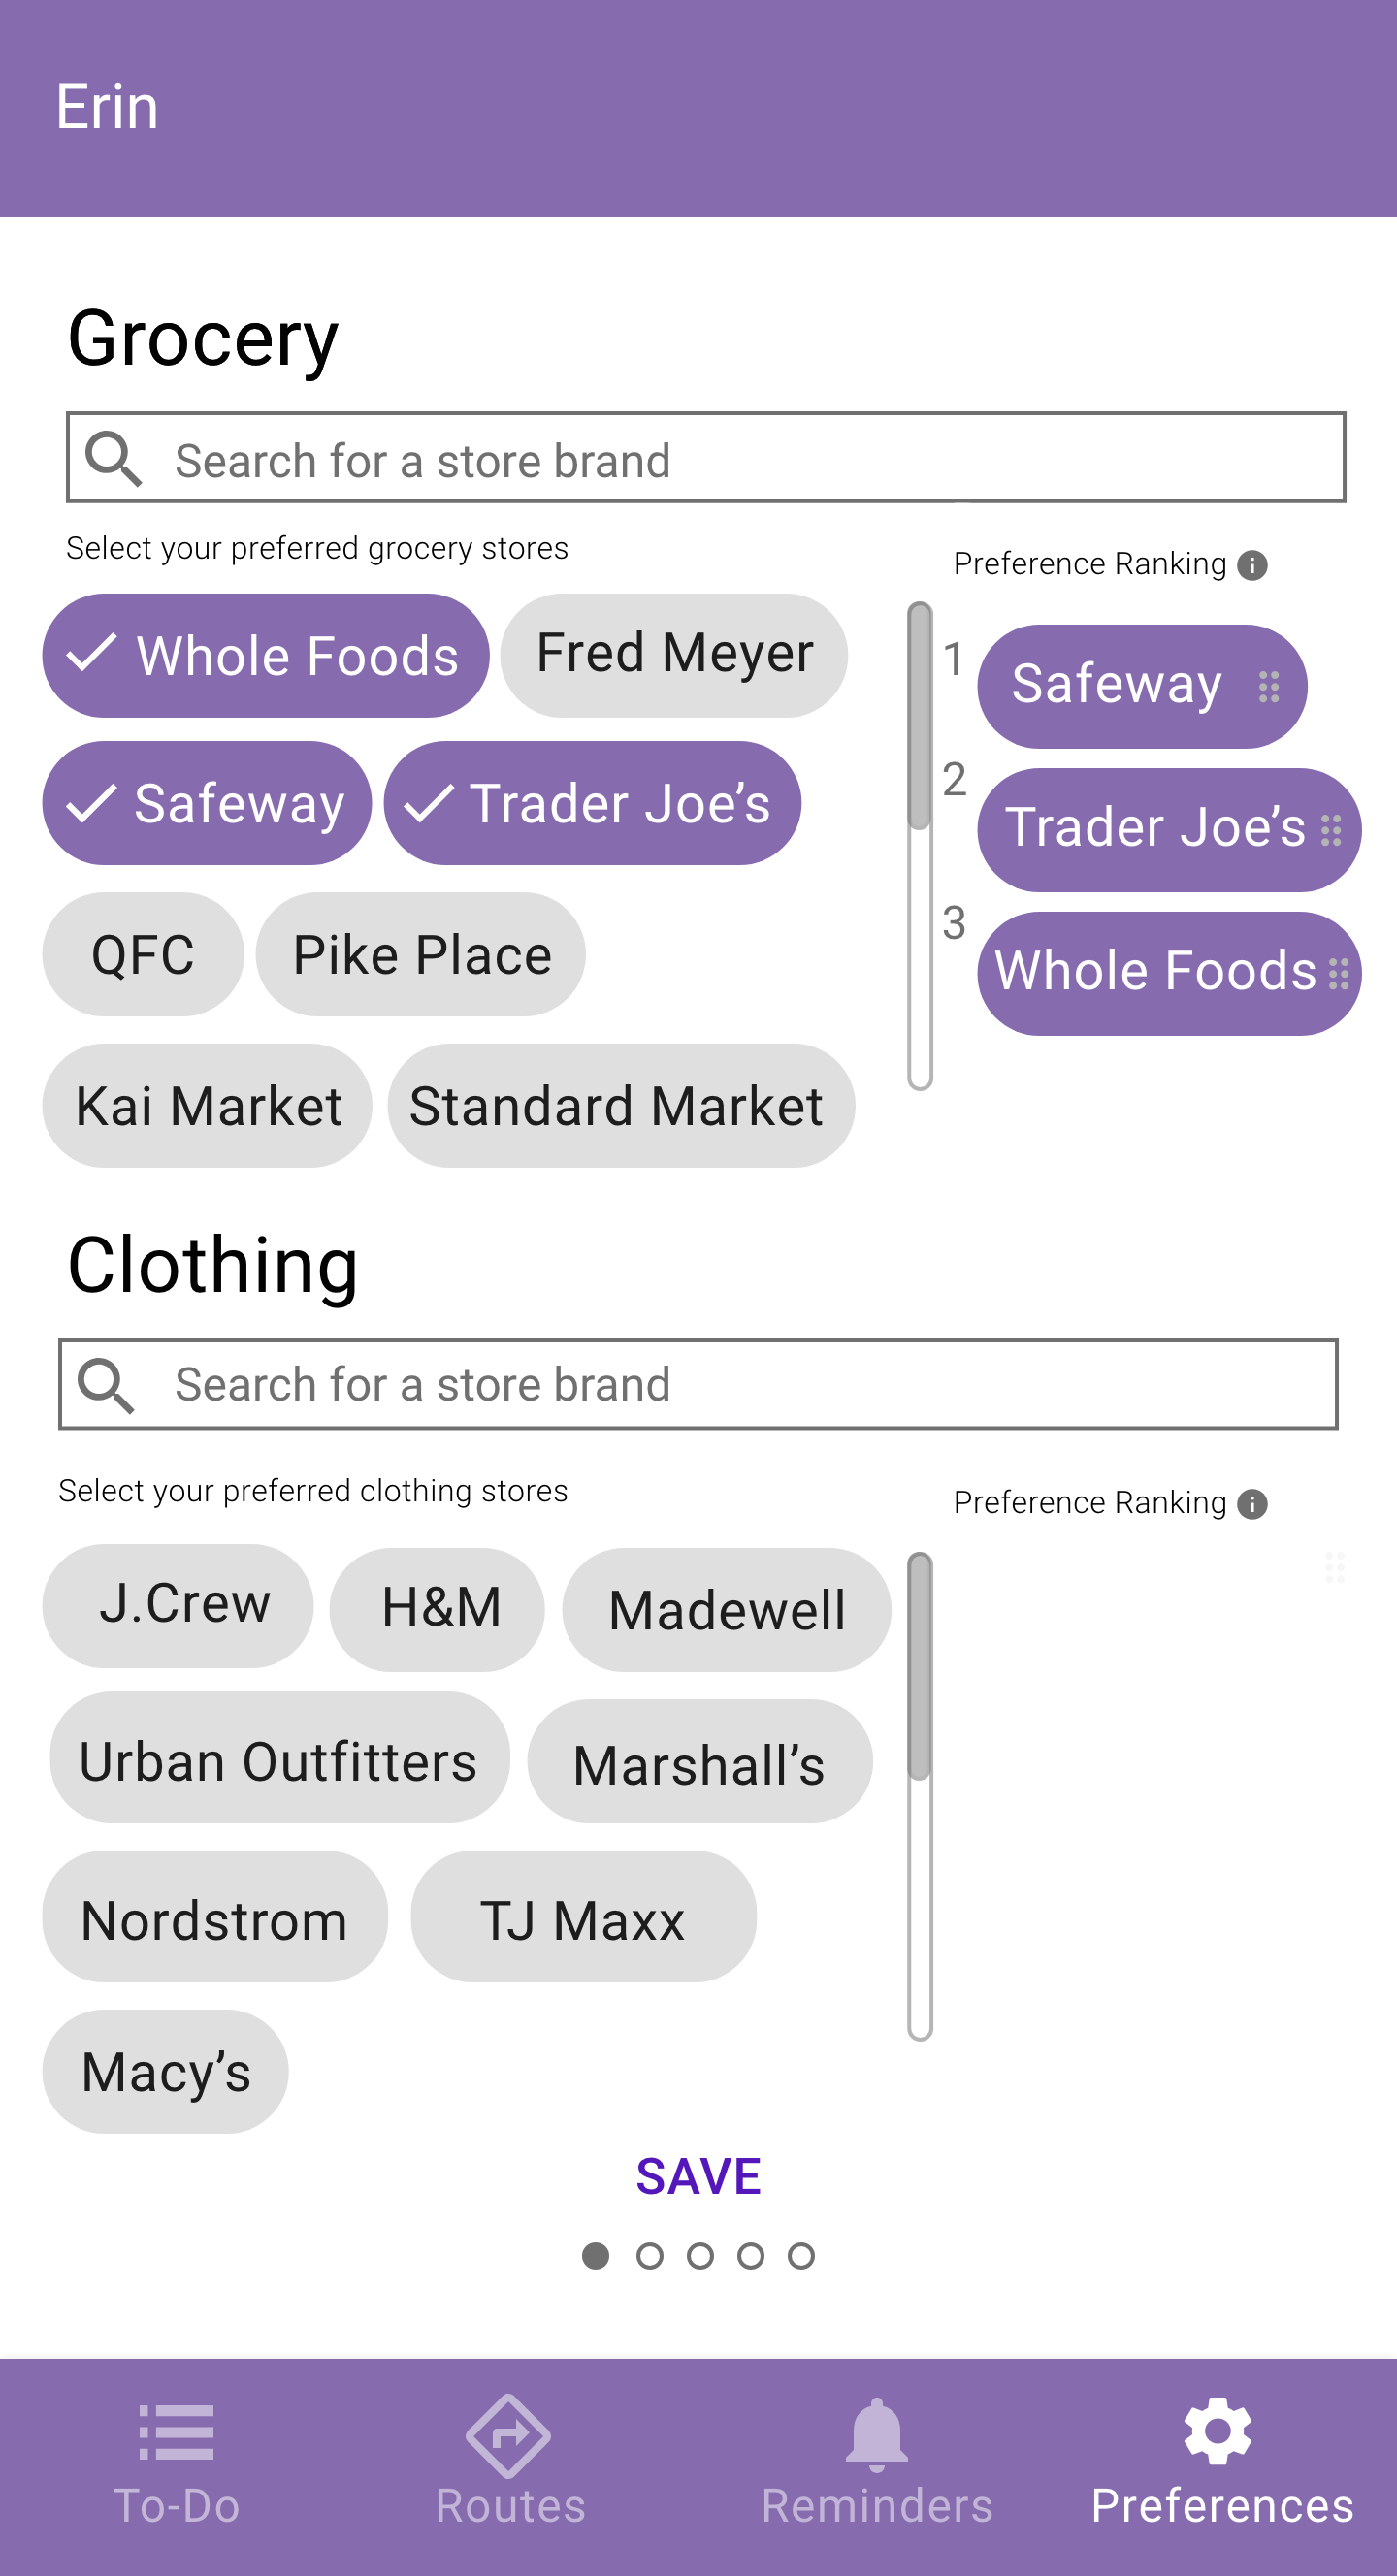 Erin
Grocery
Search for a store brand
Select your preferred grocery stores
Preference Ranking
Whole Foods
Fred Meyer
Safeway
Trader Joe’s
QFC
Pike Place
Kai Market
Standard Market
1 Safeway
2 Trader Joe’s
3 Whole Foods
Clothing
Search for a store brand
Select your preferred clothing stores
Preference Ranking
J.Crew
H&M
Madewell
Urban Outfitters
Marshall’s
Nordstrom
TJ Maxx
Macy’s
SAVE
To-Do
Routes
Reminders
Preferences